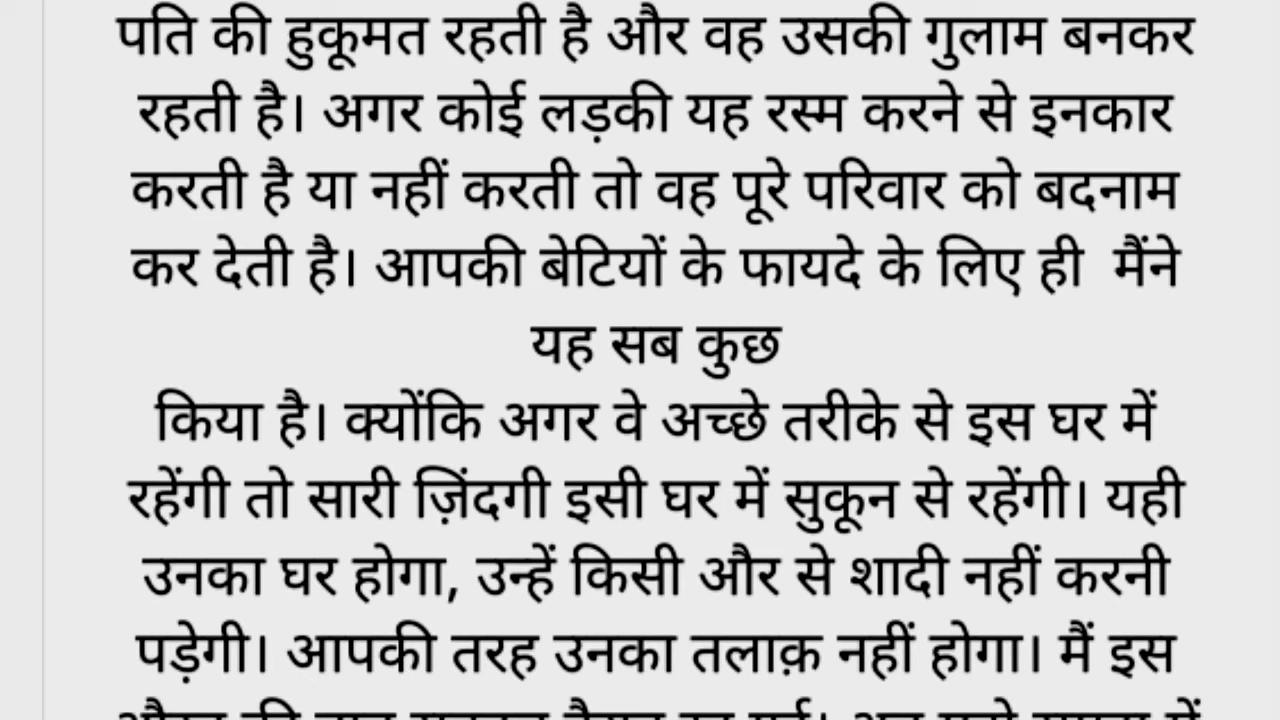 पति की हुकूमत रहती है और वह उसकी गुलाम बनकर
रहती है। अगर कोई लड़की यह रस्म करने से इनकार
करती है या नहीं करती तो वह पूरे परिवार को बदनाम
कर देती है। आपकी बेटियों के फायदे के लिए ही  मैंने
यह सब कुछ
किया है। क्योंकि अगर वे अच्छे तरीके से इस घर में
रहेंगी तो सारी ज़िंदगी इसी घर में सुकून से रहेंगी। यही
उनका घर होगा, उन्हें किसी और से शादी नहीं करनी
पड़ेगी। आपकी तरह उनका तलाक़ नहीं होगा। मैं इस